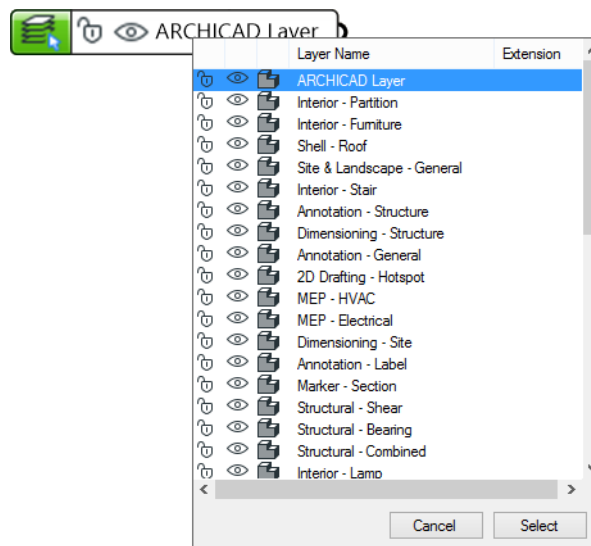 ARCHICAD Layer
Layer Name Extension
ARCHICAD Layer
Interior - Partition
Interior - Furniture
Shell - Roof
Site & Landscape - General
Interior - Stair
Annotation - Structure
Dimensioning - Structure
Annotation - General
2D Drafting - Hotspot
MEP - HVAC
MEP - Electrical
Dimensioning - Site
Annotation - Label
Marker - Section
Structural - Shear
Structural - Bearing
Structural - Combined
Interior - Lamp
Cancel Select